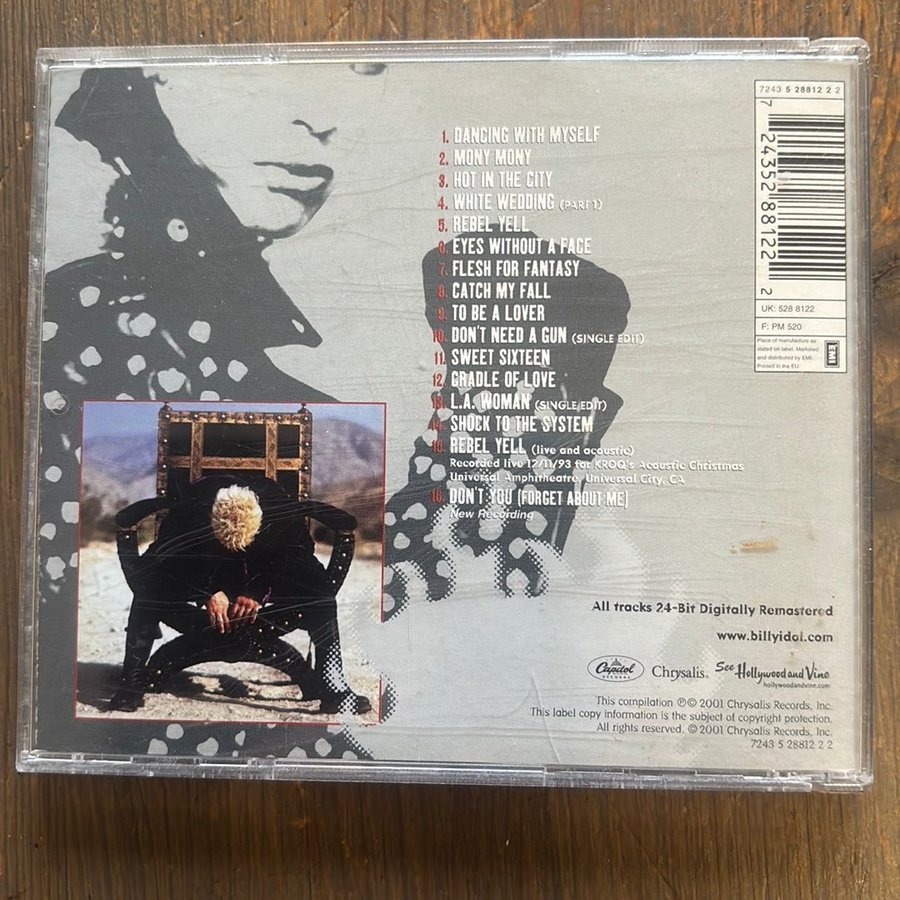 1. DANCING WITH MYSELF
2. MONY MONY
3. HOT IN THE CITY
4. WHITE WEDDING (PART 1)
5. REBEL YELL
6. EYES WITHOUT A FACE
7. FLESH FOR FANTASY
8. CATCH MY FALL
9. TO BE A LOVER
10. DON'T NEED A GUN (SINGLE EDIT)
11. SWEET SIXTEEN
12. CRADLE OF LOVE
13. L.A. WOMAN (SINGLE EDIT)
14. SHOCK TO THE SYSTEM
15. REBEL YELL (live and acoustic)
Recorded live 12/11/93 for KROQ's Acoustic Christmas
Universal Amphitheatre, Universal City, CA
16. DON'T YOU (FORGET ABOUT ME)
New Recording
7243 5 28812 2 2
7 24352 88122 2
UK: 528 8122
F: PM 520
Place of manufacture as
stated on label. Marketed
and distributed by EMI.
Printed in the EU.
EMI
All tracks 24-Bit Digitally Remastered
www.billyidol.com
Capitol
RECORDS
Chrysalis.
See Hollywood and Vine
hollywoodandvine.com
This compilation ℗© 2001 Chrysalis Records, Inc.
This label copy information is the subject of copyright protection.
All rights reserved. © 2001 Chrysalis Records, Inc.
7243 5 28812 2 2